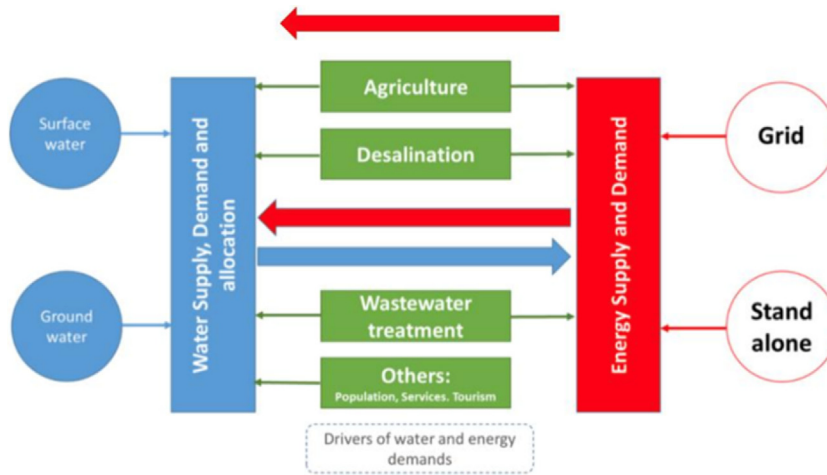 Surface
water
Ground
water
Water Supply, Demand and
allocation
Agriculture
Desalination
Wastewater
treatment
Others:
Population, Services. Tourism
Drivers of water and energy
demands
Energy Supply and Demand
Grid
Stand
alone